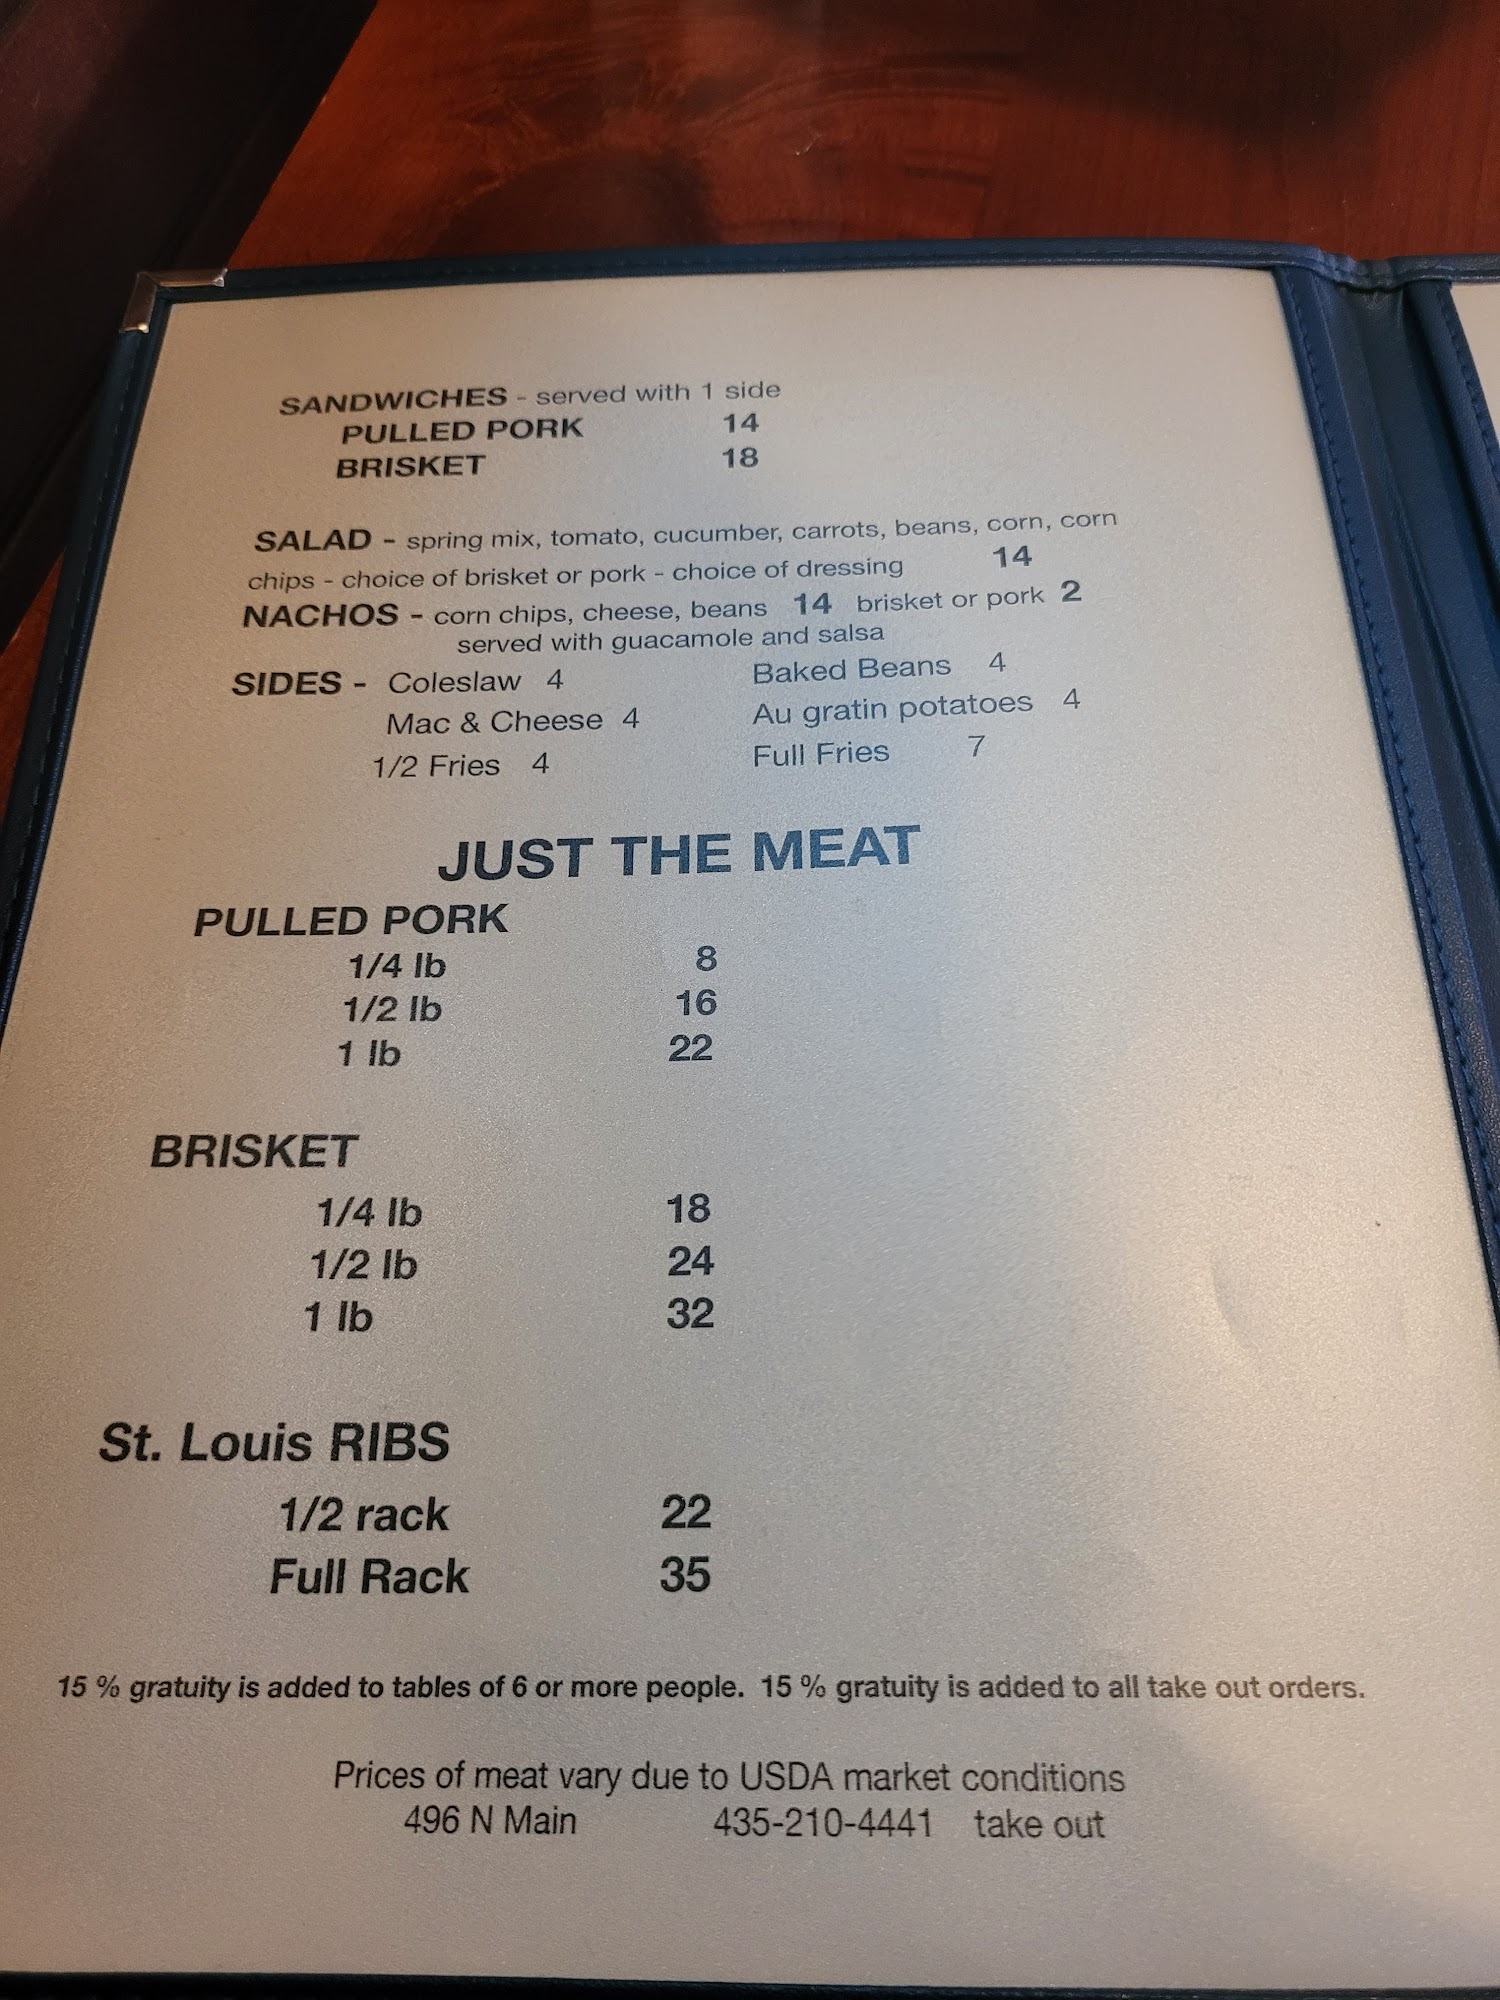 SANDWICHES - served with 1 side
PULLED PORK 14
BRISKET 18
SALAD - spring mix, tomato, cucumber, carrots, beans, corn, corn
chips - choice of brisket or pork - choice of dressing 14
NACHOS - corn chips, cheese, beans 14 brisket or pork 2
served with guacamole and salsa
SIDES - Coleslaw 4 Baked Beans 4
Mac & Cheese 4 Au gratin potatoes 4
1/2 Fries 4 Full Fries 7
JUST THE MEAT
PULLED PORK
1/4 lb 8
1/2 lb 16
1 lb 22
BRISKET
1/4 lb 18
1/2 lb 24
1 lb 32
St. Louis RIBS
1/2 rack 22
Full Rack 35
15 % gratuity is added to tables of 6 or more people. 15 % gratuity is added to all take out orders.
Prices of meat vary due to USDA market conditions
496 N Main 435-210-4441 take out